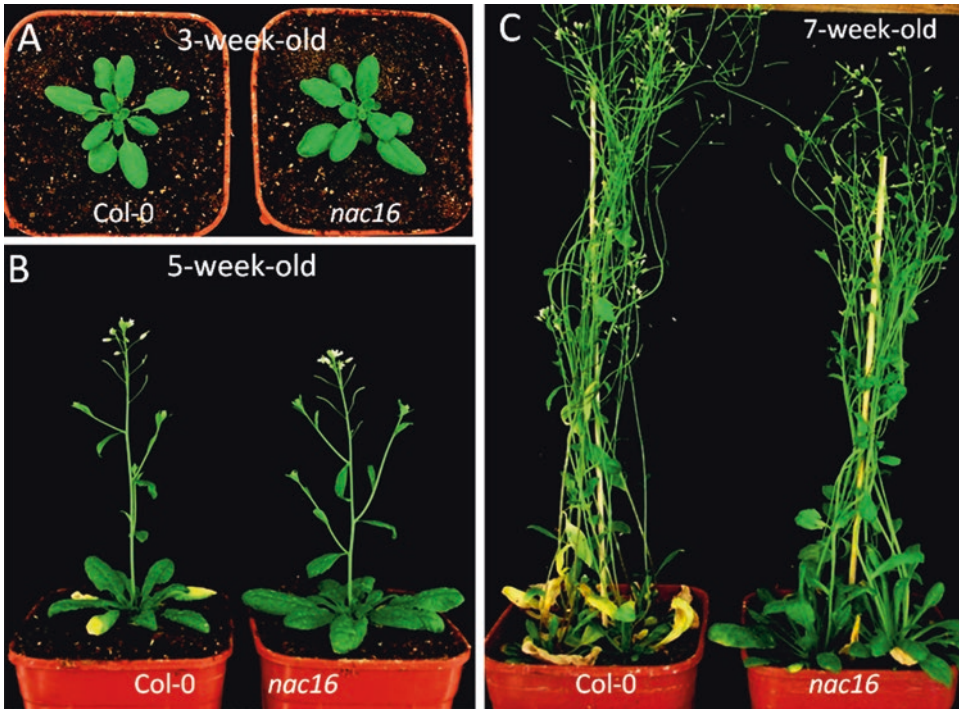 A
3-week-old
Col-0
nac16
B
5-week-old
Col-0
nac16
C
7-week-old
Col-0
nac16